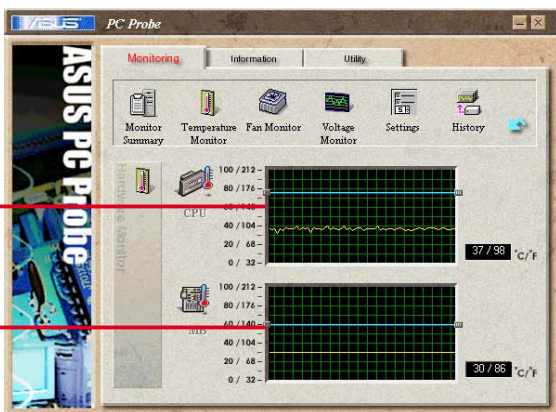 ASUS PC Probe
Monitoring Information Utility
Monitor Summary
Temperature Monitor
Fan Monitor
Voltage Monitor
Settings
History
ASUS PC Probe
Hardware Monitor
CPU
100 / 212
80 / 176
60 / 140
40 / 104
20 / 68
0 / 32
37 / 98 °C/°F
MB
100 / 212
80 / 176
60 / 140
40 / 104
20 / 68
0 / 32
30 / 86 °C/°F